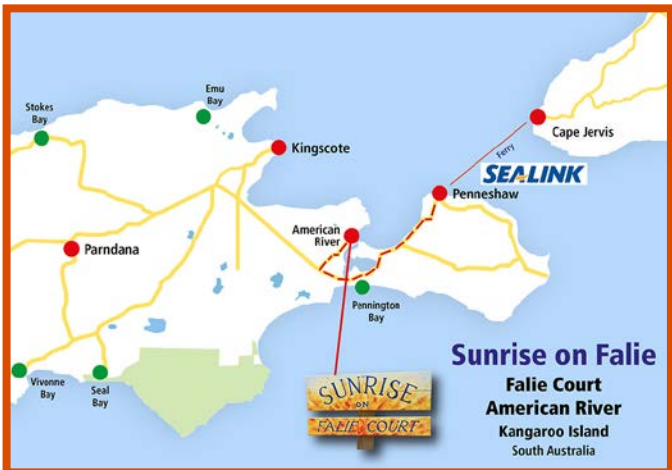 Emu
Bay
Stokes
Bay
Cape Jervis
Kingscote
Ferry
SEALINK
Penneshaw
American
River
Parndana
Pennington
Bay
Sunrise on Falie
Falie Court
American River
Kangaroo Island
South Australia
Vivonne
Bay
Seal
Bay
SUNRISE
ON
FALIE COURT